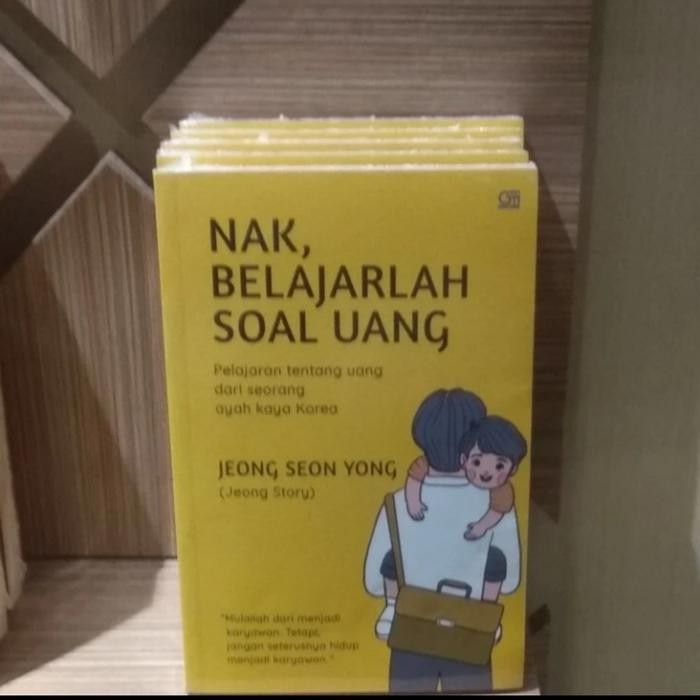 NAK,
BELAJARLAH
SOAL UANG
Pelajaran tentang uang
dari seorang
ayah kaya Korea
JEONG SEON YONG
(Jeong Story)
"Mulailah dari menjadi
karyawan. Tetapi,
jangan seterusnya hidup
menjadi karyawan."